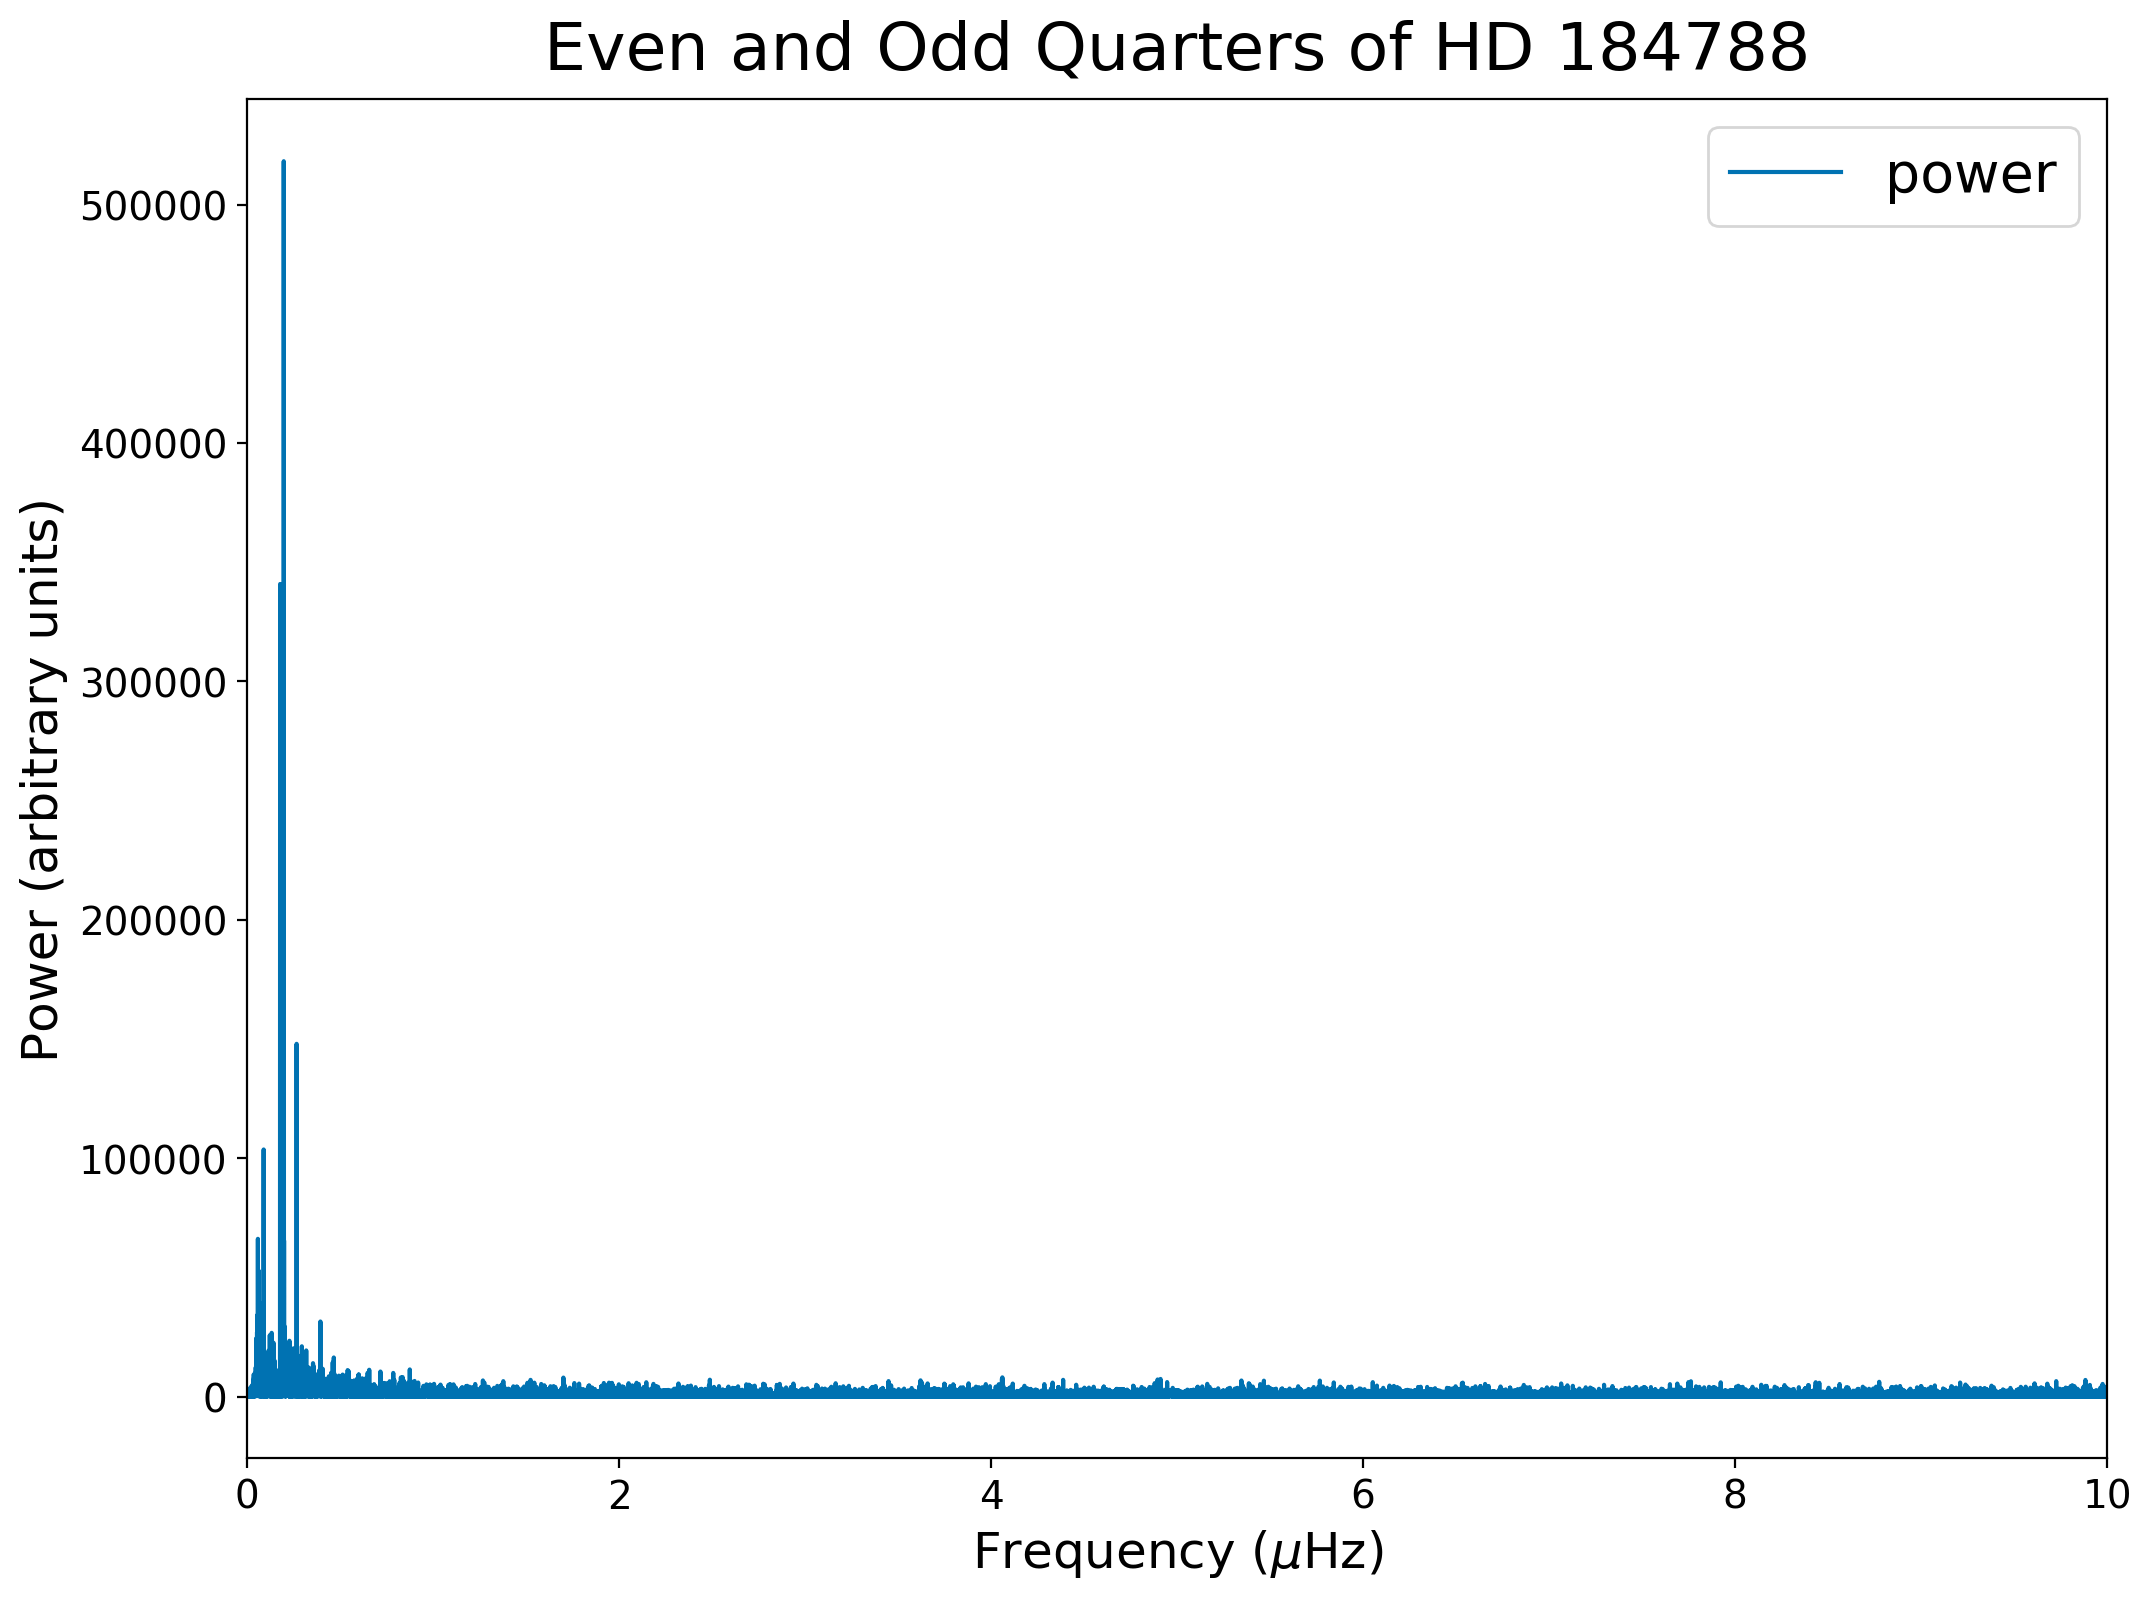 Even and Odd Quarters of HD 184788
power
Power (arbitrary units)
500000
400000
300000
200000
100000
0
0 2 4 6 8 10
Frequency (μHz)